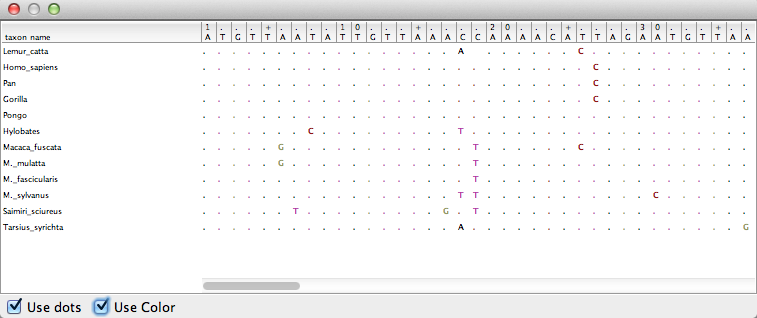 1 . . . + . . . . 1 0 . . . + . . . . 2 0 . . . + . . . . 3 0 . . . + . .
taxon name A T G T T A A T A T T G T T A A A C C A A A A C A T T A G A A T G T T A A
Lemur_catta . . . . . . . . . . . . . . . . . A . . . . . . . C . . . . . . . . . . .
Homo_sapiens . . . . . . . . . . . . . . . . . . . . . . . . . . C . . . . . . . . . .
Pan . . . . . . . . . . . . . . . . . . . . . . . . . . C . . . . . . . . . .
Gorilla . . . . . . . . . . . . . . . . . . . . . . . . . . C . . . . . . . . . .
Pongo . . . . . . . . . . . . . . . . . . . . . . . . . . . . . . . . . . . . .
Hylobates . . . . . . . C . . . . . . . . . T . . . . . . . . . . . . . . . . . . .
Macaca_fuscata . . . . . G . . . . . . . . . . . . T . . . . . . C . . . . . . . . . . .
M._mulatta . . . . . G . . . . . . . . . . . . T . . . . . . . . . . . . . . . . . .
M._fascicularis . . . . . . . . . . . . . . . . . . T . . . . . . . . . . . . . . . . . .
M._sylvanus . . . . . . . . . . . . . . . . . T T . . . . . . . . . . . C . . . . . .
Saimiri_sciureus . . . . . . T . . . . . . . . . G . T . . . . . . . . . . . . . . . . . .
Tarsius_syrichta . . . . . . . . . . . . . . . . . A . . . . . . . . . . . . . . . . . . G
Use dots Use Color